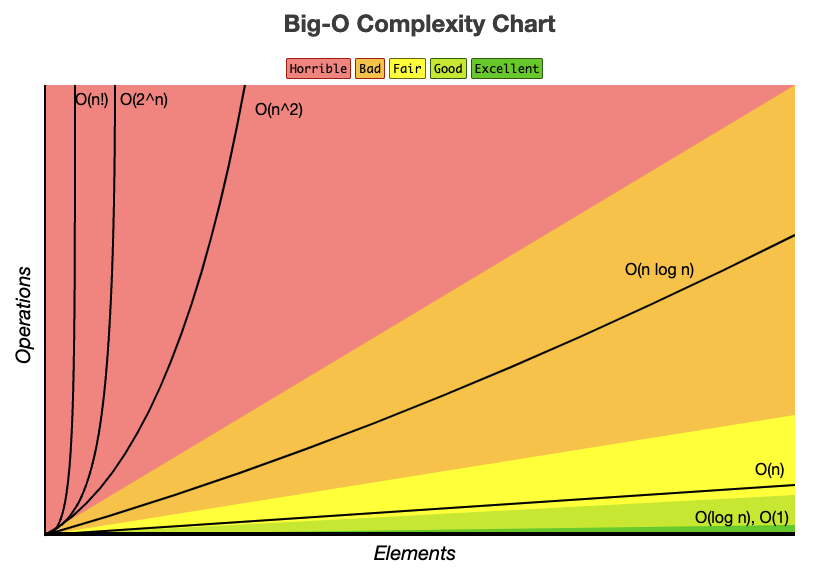 Big-O Complexity Chart
Horrible Bad Fair Good Excellent
O(n!) O(2^n)
O(n^2)
O(n log n)
Operations
O(n)
O(log n), O(1)
Elements